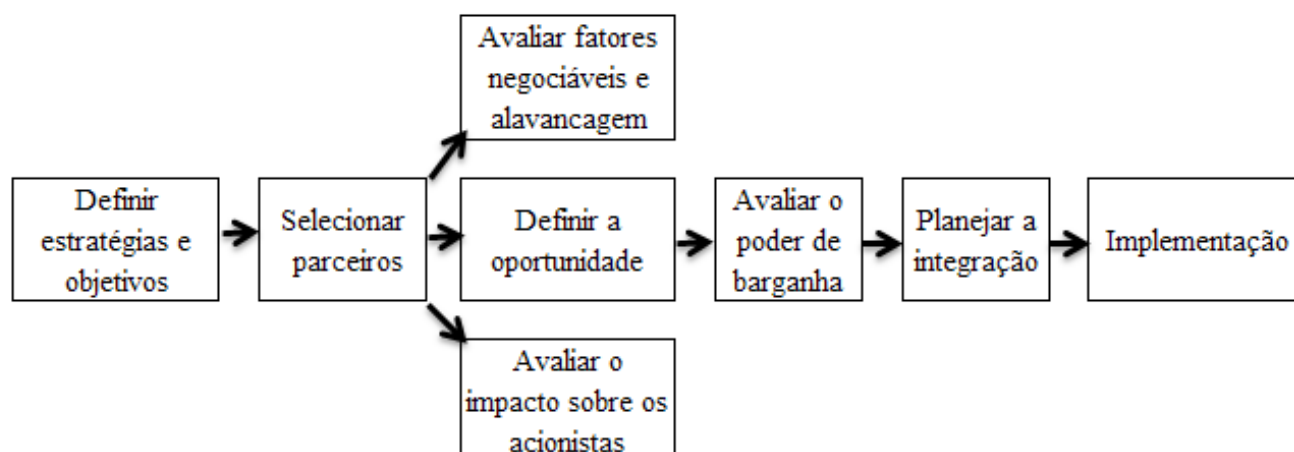 Avaliar fatores
negociáveis e
alavancagem
Definir
estratégias e
objetivos
Selecionar
parceiros
Definir a
oportunidade
Avaliar o
poder de
barganha
Planejar a
integração
Implementação
Avaliar o
impacto sobre os
acionistas